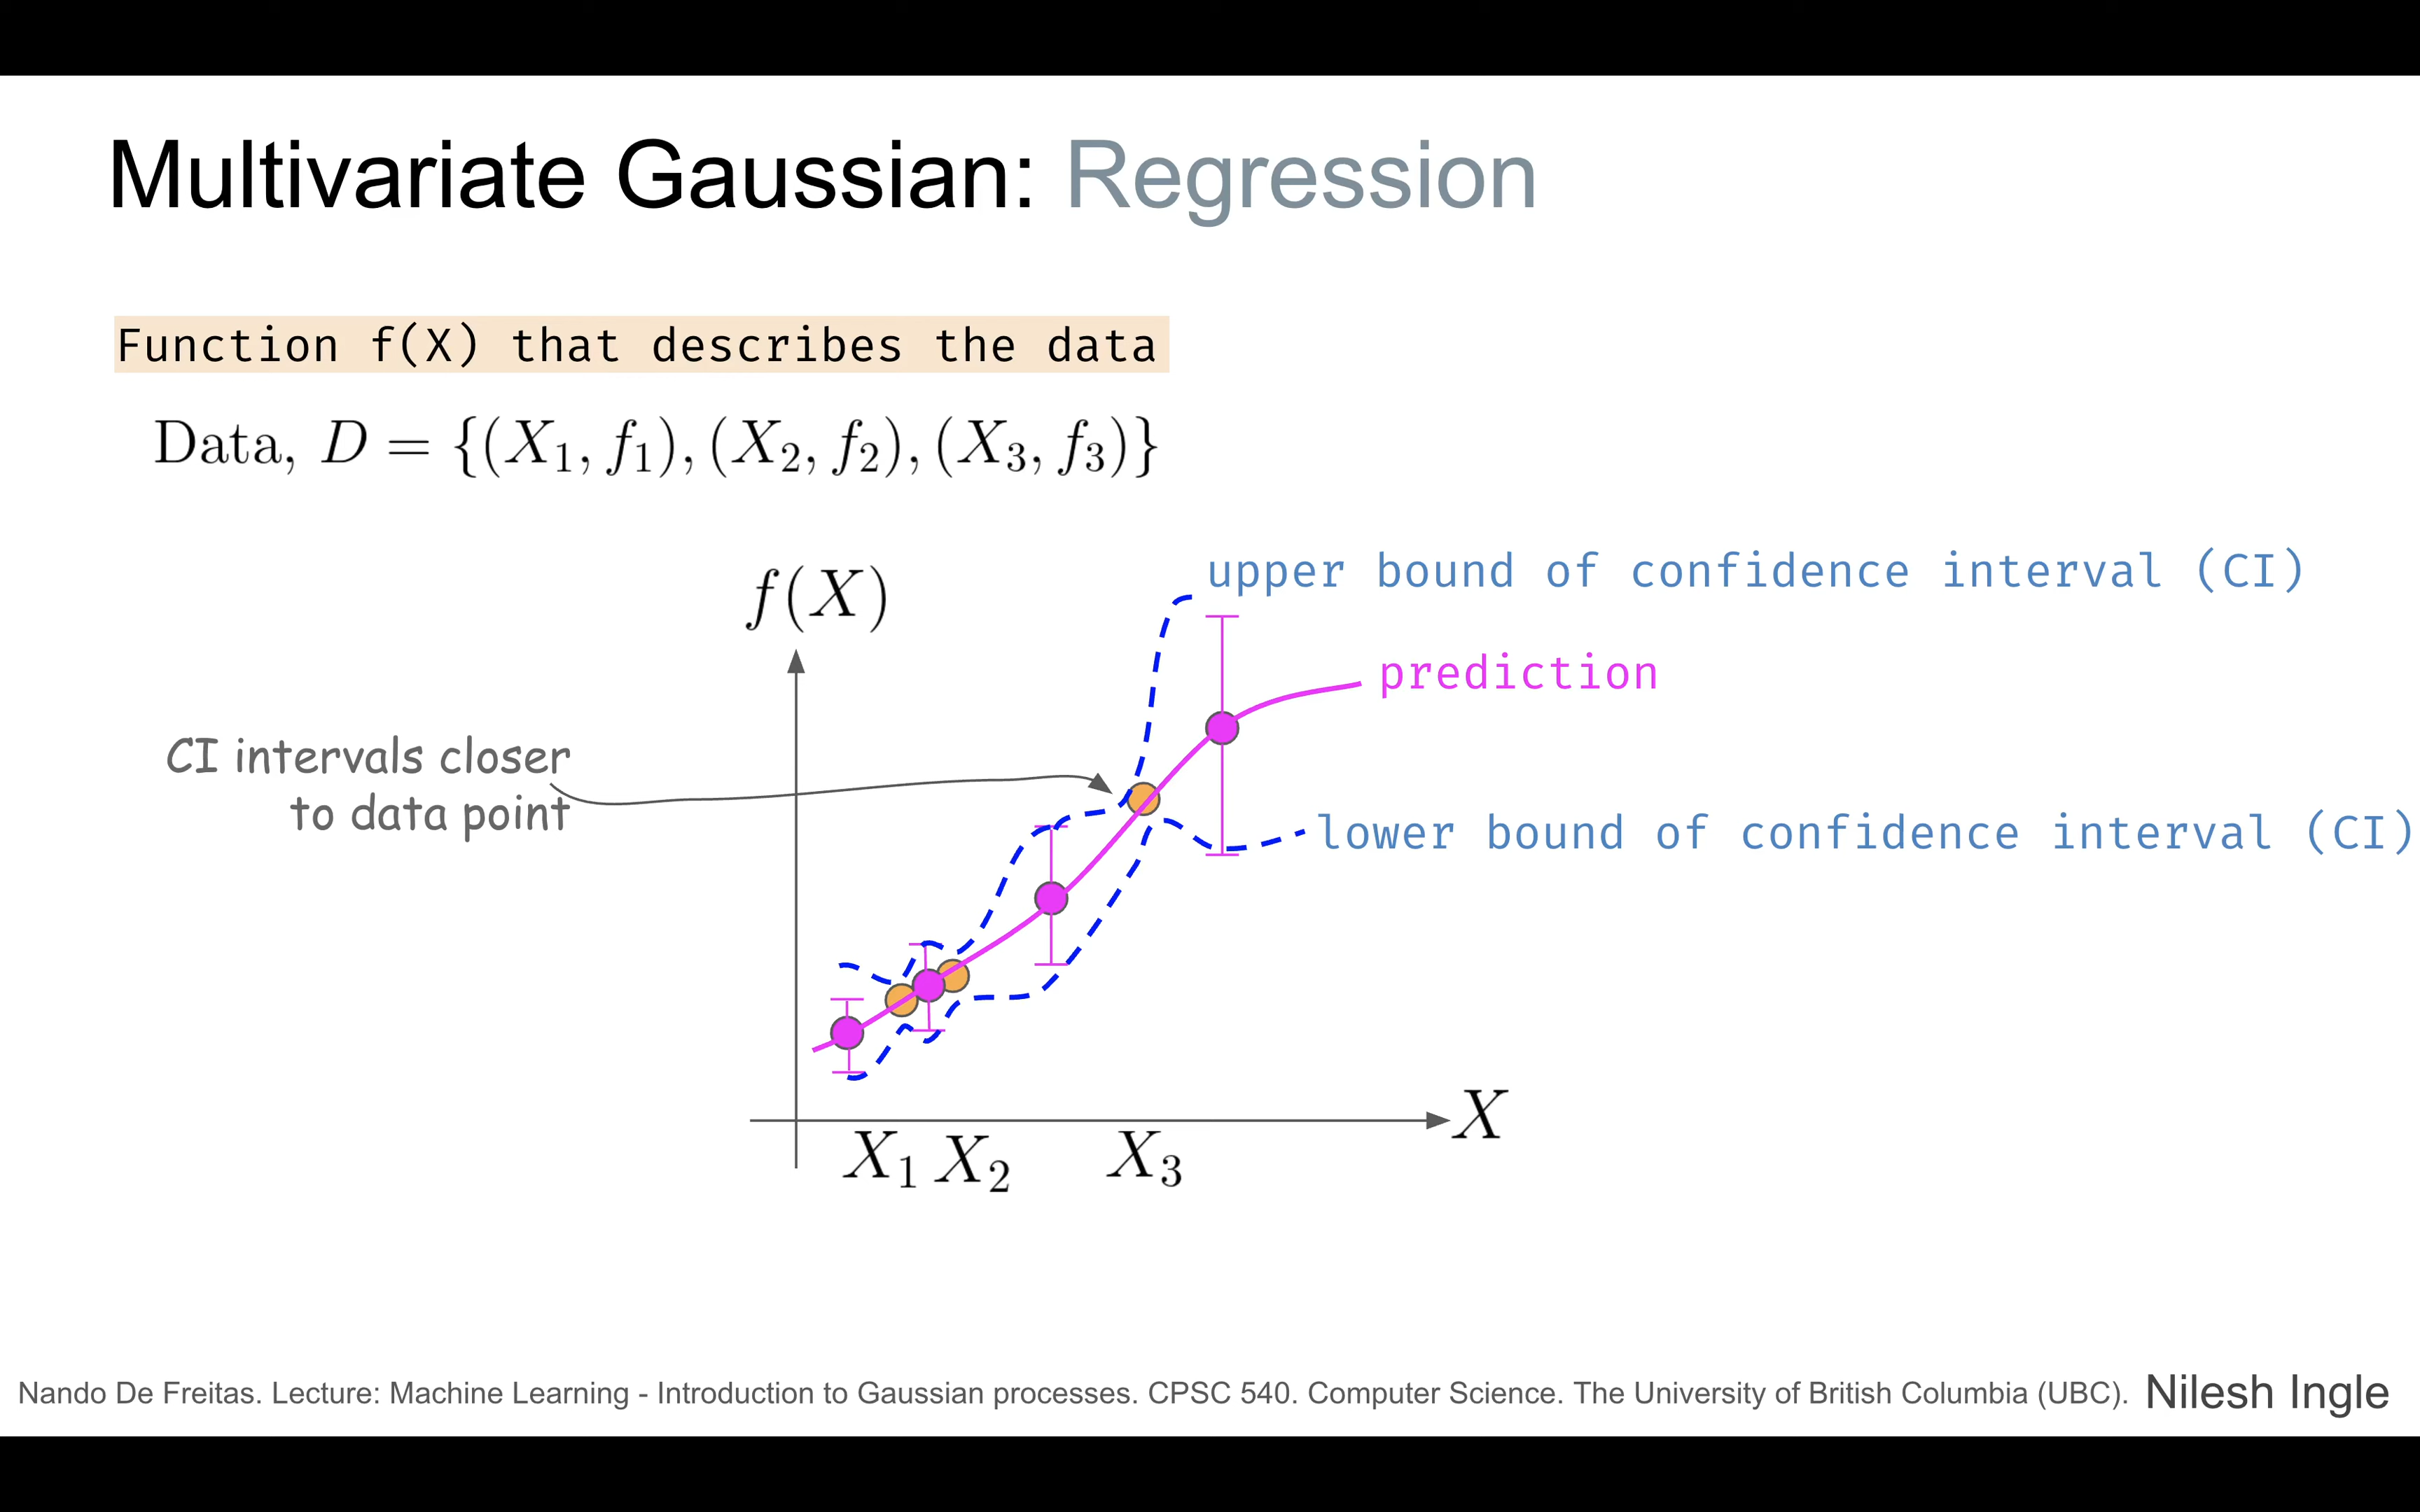 Multivariate Gaussian: Regression
Function f(X) that describes the data
Data, D = {(X₁, f₁), (X₂, f₂), (X₃, f₃)}
f(X)
upper bound of confidence interval (CI)
prediction
CI intervals closer
to data point
lower bound of confidence interval (CI)
X
X₁ X₂ X₃
Nando De Freitas. Lecture: Machine Learning - Introduction to Gaussian processes. CPSC 540. Computer Science. The University of British Columbia (UBC). Nilesh Ingle